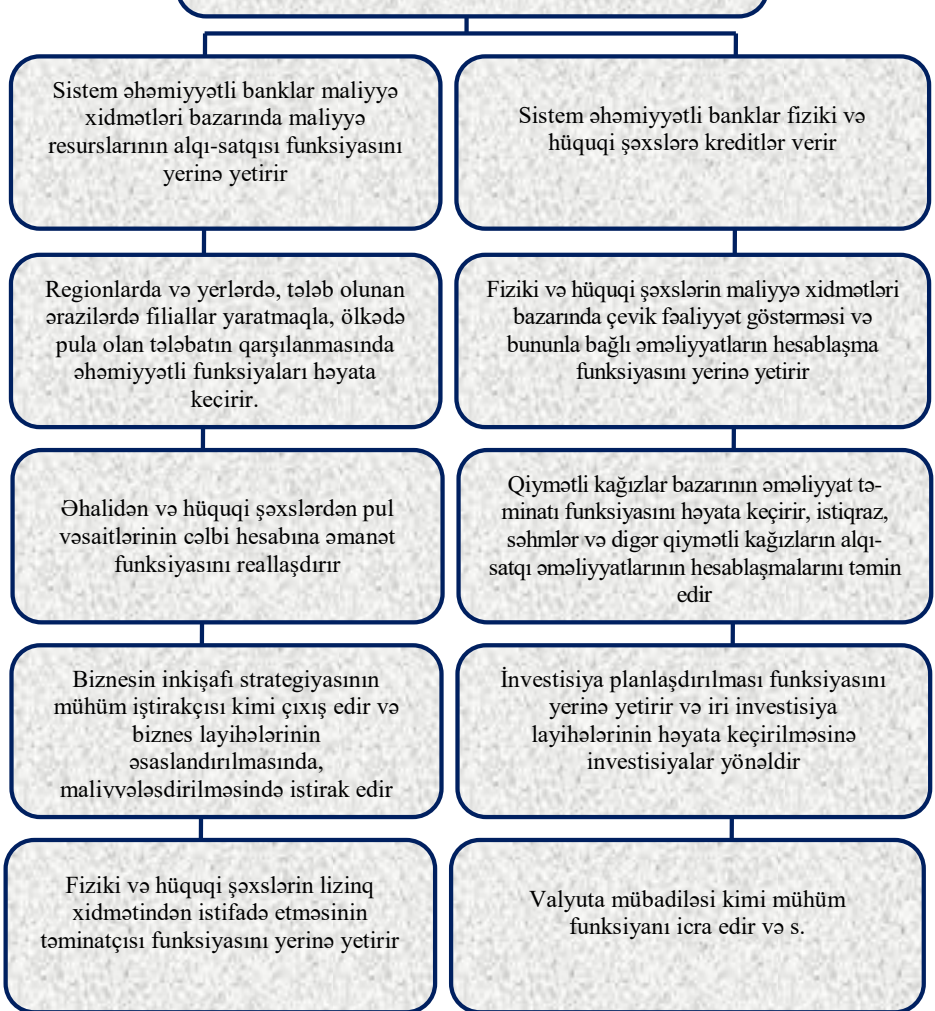 Sistem əhəmiyyətli banklar maliyyə
xidmətləri bazarında maliyyə
resurslarının alqı-satqısı funksiyasını
yerinə yetirir
Sistem əhəmiyyətli banklar fiziki və
hüquqi şəxslərə kreditlər verir
Regionlarda və yerlərdə, tələb olunan
ərazilərdə filiallar yaratmaqla, ölkədə
pula olan tələbatın qarşılanmasında
əhəmiyyətli funksiyaları həyata
keçirir.
Fiziki və hüquqi şəxslərin maliyyə xidmətləri
bazarında çevik fəaliyyət göstərməsi və
bununla bağlı əməliyyatların hesablaşma
funksiyasını yerinə yetirir
Əhalidən və hüquqi şəxslərdən pul
vəsaitlərinin cəlbi hesabına əmanət
funksiyasını reallaşdırır
Qiymətli kağızlar bazarının əməliyyat tə-
minatı funksiyasını həyata keçirir, istiqraz,
səhmlər və digər qiymətli kağızların alqı-
satqı əməliyyatlarının hesablaşmalarını təmin
edir
Biznesin inkişafı strategiyasının
mühüm iştirakçısı kimi çıxış edir və
biznes layihələrinin
əsaslandırılmasında,
maliyyələşdirilməsində iştirak edir
İnvestisiya planlaşdırılması funksiyasını
yerinə yetirir və iri investisiya
layihələrinin həyata keçirilməsinə
investisiyalar yönəldir
Fiziki və hüquqi şəxslərin lizinq
xidmətindən istifadə etməsinin
təminatçısı funksiyasını yerinə yetirir
Valyuta mübadiləsi kimi mühüm
funksiyanı icra edir və s.